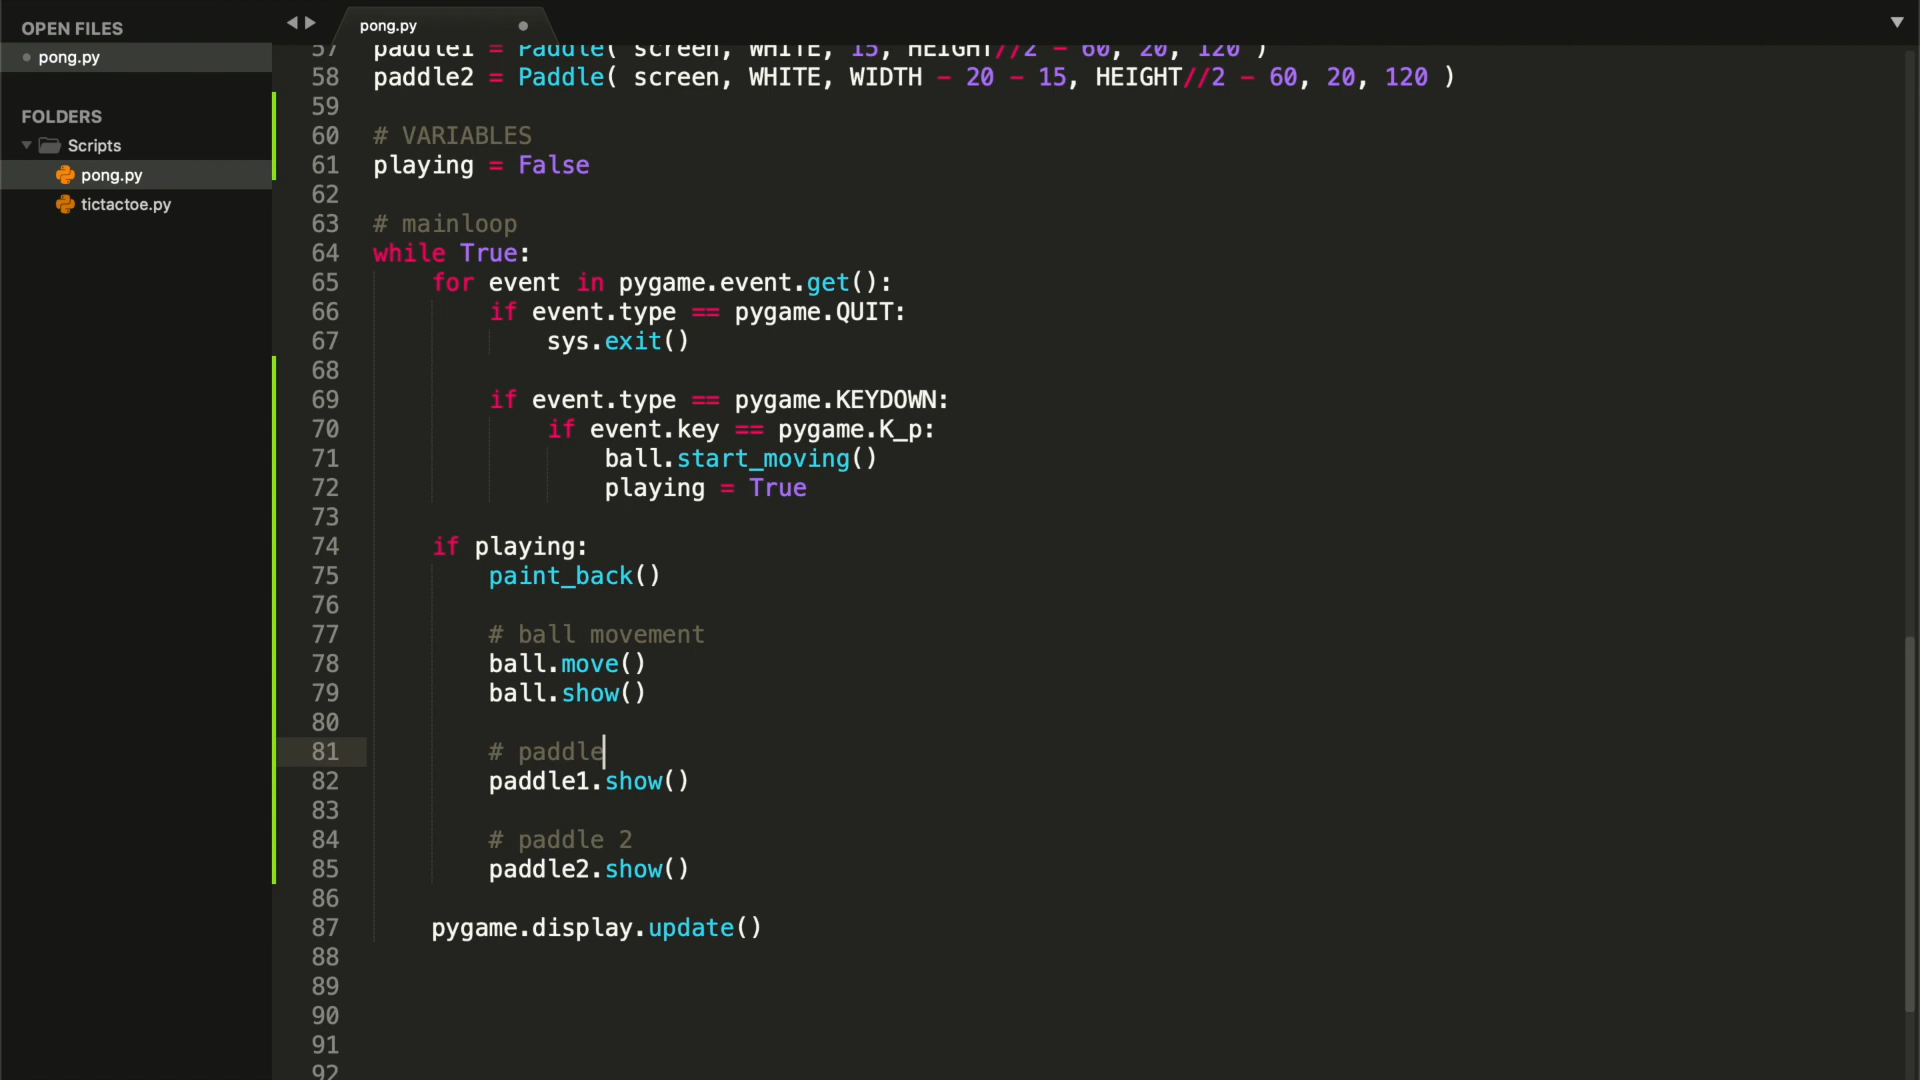 OPEN FILES
pong.py
FOLDERS
Scripts
pong.py
tictactoe.py
pong.py
57 paddle1 = Paddle( screen, WHITE, 15, HEIGHT//2 - 60, 20, 120 )
58 paddle2 = Paddle( screen, WHITE, WIDTH - 20 - 15, HEIGHT//2 - 60, 20, 120 )
59
60 # VARIABLES
61 playing = False
62
63 # mainloop
64 while True:
65 for event in pygame.event.get():
66 if event.type == pygame.QUIT:
67 sys.exit()
68
69 if event.type == pygame.KEYDOWN:
70 if event.key == pygame.K_p:
71 ball.start_moving()
72 playing = True
73
74 if playing:
75 paint_back()
76
77 # ball movement
78 ball.move()
79 ball.show()
80
81 # paddle
82 paddle1.show()
83
84 # paddle 2
85 paddle2.show()
86
87 pygame.display.update()
88
89
90
91
92